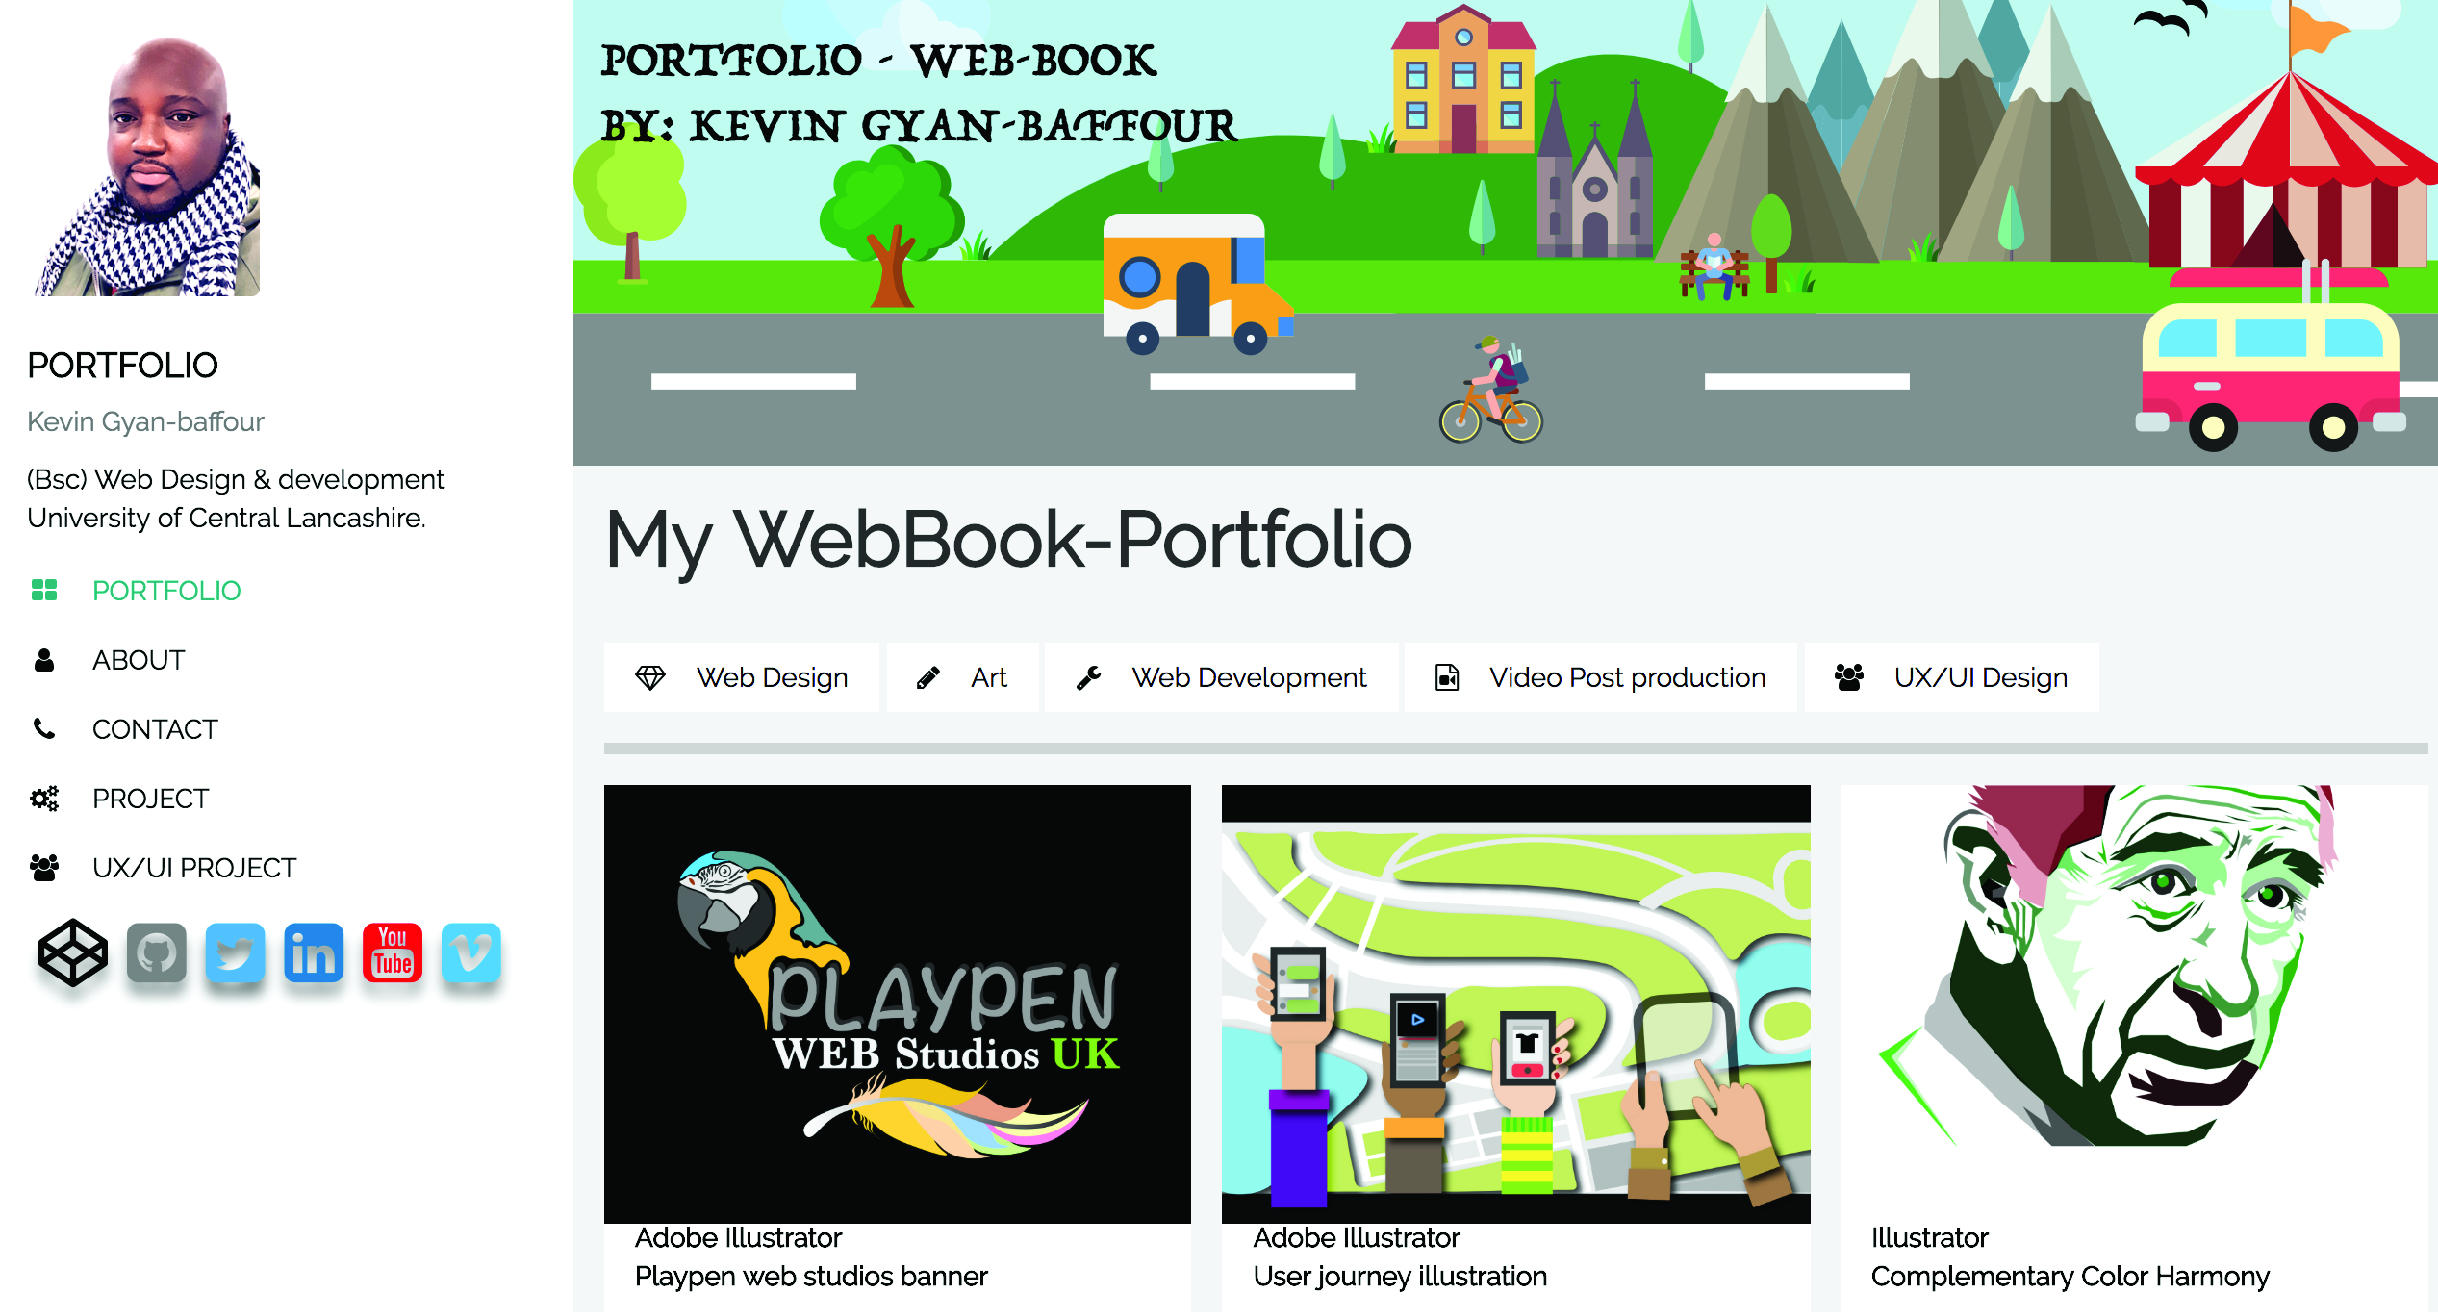 PORTFOLIO - WEB-BOOK
BY: KEVIN GYAN-BAFFOUR
PORTFOLIO
Kevin Gyan-baffour
(Bsc) Web Design & development
University of Central Lancashire.
PORTFOLIO
ABOUT
CONTACT
PROJECT
UX/UI PROJECT
in
You
Tube
My WebBook-Portfolio
Web Design
Art
Web Development
Video Post production
UX/UI Design
PLAYPEN
WEB Studios UK
Adobe Illustrator
Playpen web studios banner
Adobe Illustrator
User journey illustration
Illustrator
Complementary Color Harmony